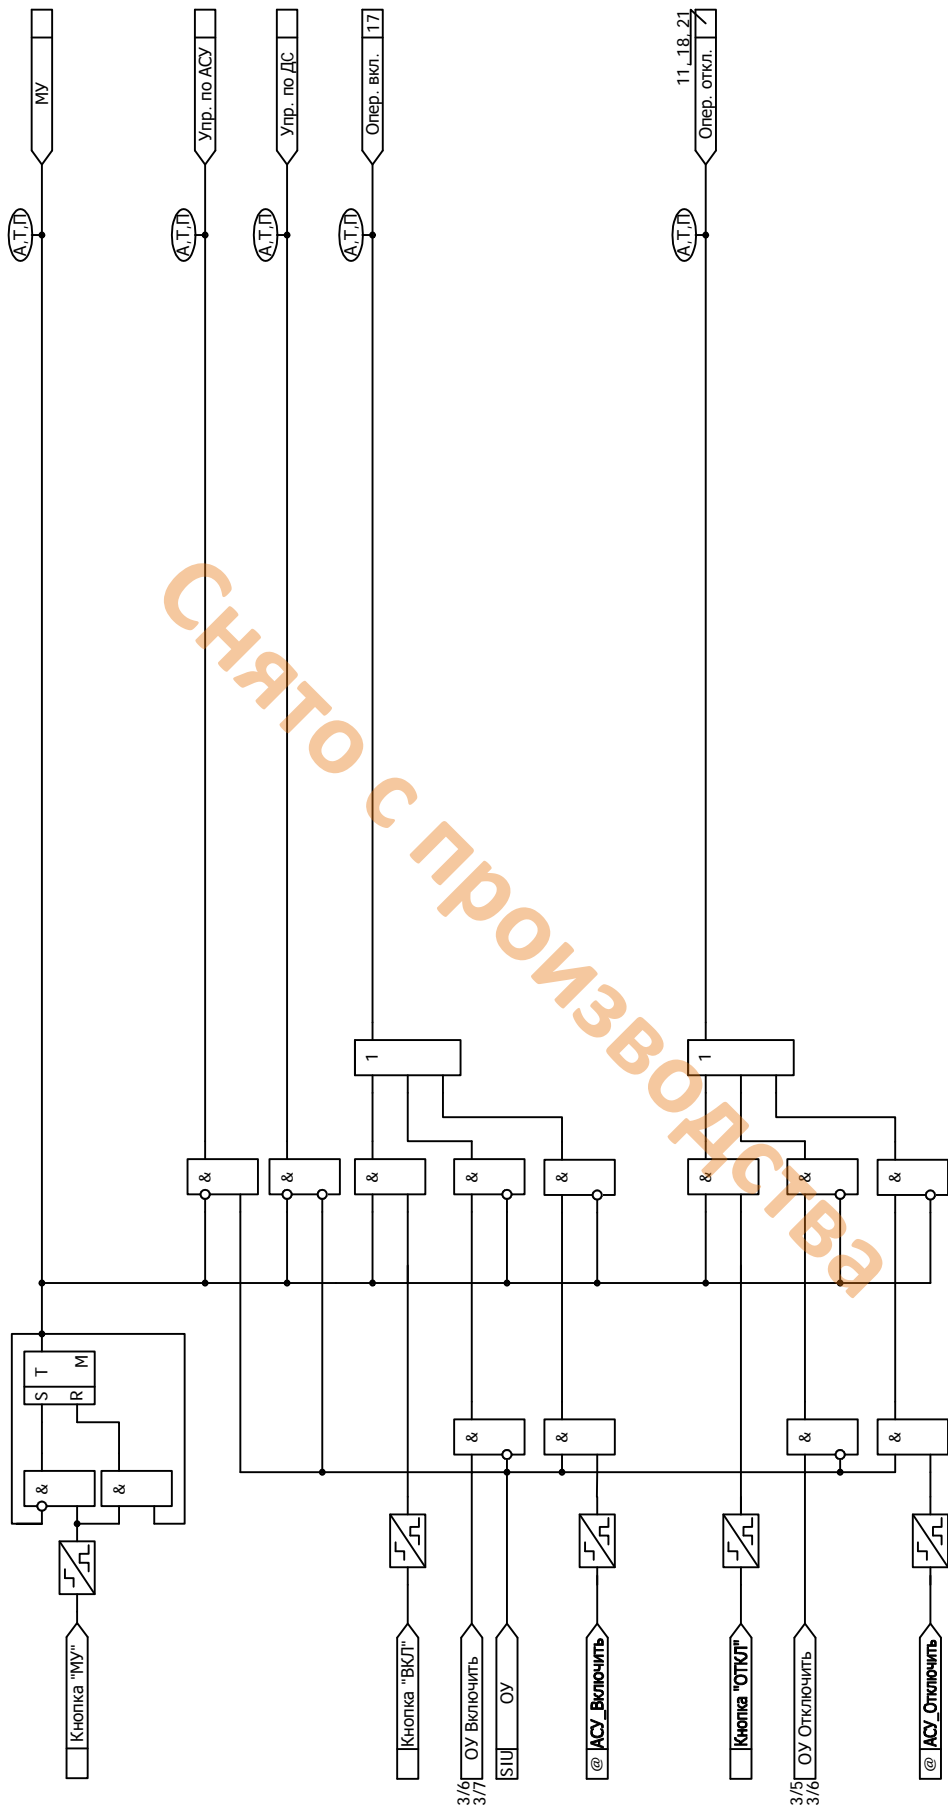 МУ
Упр. по АСУ
Упр. по ДС
Опер. вкл. 17
11, 18, 21
Опер. откл.
А,Т,П
А,Т,П
А,Т,П
А,Т,П
А,Т,П
Снято с производства
1
1
&
&
&
&
&
&
&
&
S T M
R
&
&
&
&
&
&
Кнопка "МУ"
Кнопка "ВКЛ"
3/6
3/7
ОУ Включить
SIU ОУ
@ АСУ_Включить
Кнопка "ОТКЛ"
3/5
3/6
ОУ Отключить
@ АСУ_Отключить